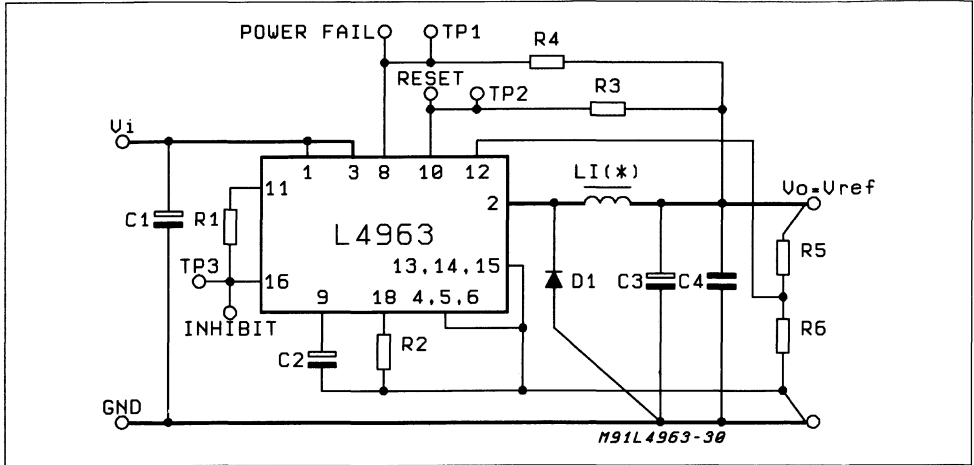 POWER FAIL
TP1
R4
RESET
TP2
R3
Vi
1
3
8
10
12
11
2
LI(*)
Vo=Vref
C1
R1
L4963
13,14,15
R5
TP3
16
4,5,6
D1
C3
C4
9
18
R6
INHIBIT
C2
R2
GND
M91L4963-30